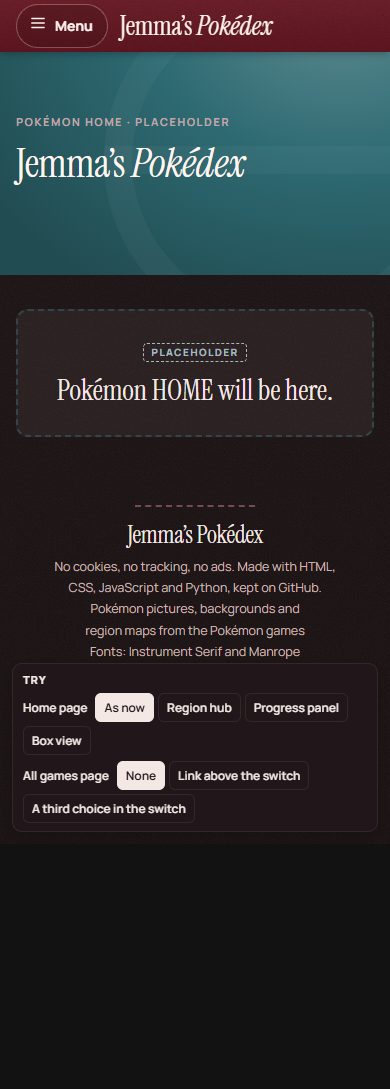 Menu
Jemma’s Pokédex
POKÉMON HOME · PLACEHOLDER
Jemma’s Pokédex
PLACEHOLDER
Pokémon HOME will be here.
Jemma’s Pokédex
No cookies, no tracking, no ads. Made with HTML,
CSS, JavaScript and Python, kept on GitHub.
Pokémon pictures, backgrounds and
region maps from the Pokémon games
Fonts: Instrument Serif and Manrope
TRY
Home page As now Region hub Progress panel
Box view
All games page None Link above the switch
A third choice in the switch